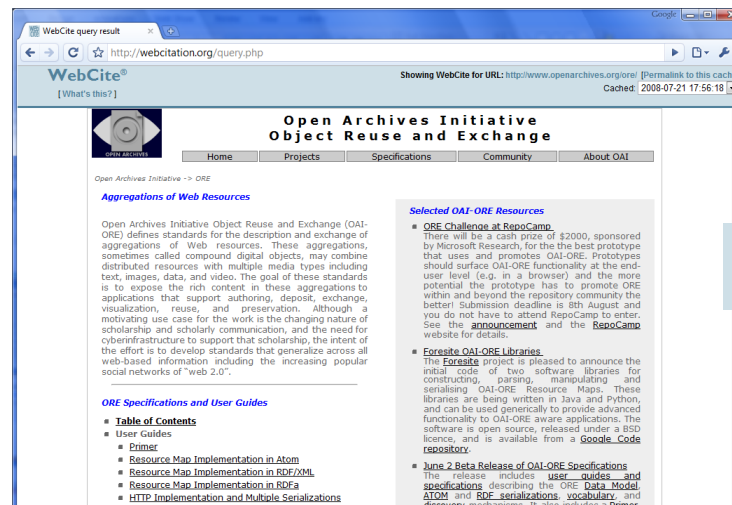 Google
WebCite query result
http://webcitation.org/query.php
WebCite®
[What's this?]
Showing WebCite for URL: http://www.openarchives.org/ore/ [Permalink to this cach
Cached: 2008-07-21 17:56:18
OPEN ARCHIVES
Open Archives Initiative
Object Reuse and Exchange
Home Projects Specifications Community About OAI
Open Archives Initiative -> ORE
Aggregations of Web Resources
Open Archives Initiative Object Reuse and Exchange (OAI-
ORE) defines standards for the description and exchange of
aggregations of Web resources. These aggregations,
sometimes called compound digital objects, may combine
distributed resources with multiple media types including
text, images, data, and video. The goal of these standards
is to expose the rich content in these aggregations to
applications that support authoring, deposit, exchange,
visualization, reuse, and preservation. Although a
motivating use case for the work is the changing nature of
scholarship and scholarly communication, and the need for
cyberinfrastructure to support that scholarship, the intent of
the effort is to develop standards that generalize across all
web-based information including the increasing popular
social networks of "web 2.0".
ORE Specifications and User Guides
Table of Contents
User Guides
Primer
Resource Map Implementation in Atom
Resource Map Implementation in RDF/XML
Resource Map Implementation in RDFa
HTTP Implementation and Multiple Serializations
Selected OAI-ORE Resources
ORE Challenge at RepoCamp
There will be a cash prize of $2000, sponsored
by Microsoft Research, for the the best prototype
that uses and promotes OAI-ORE. Prototypes
should surface OAI-ORE functionality at the end-
user level (e.g. in a browser) and the more
potential the prototype has to promote ORE
within and beyond the repository community the
better! Submission deadline is 8th August and
you do not have to attend RepoCamp to enter.
See the announcement and the RepoCamp
website for details.
Foresite OAI-ORE Libraries
The Foresite project is pleased to announce the
initial code of two software libraries for
constructing, parsing, manipulating and
serialising OAI-ORE Resource Maps. These
libraries are being written in Java and Python,
and can be used generically to provide advanced
functionality to OAI-ORE aware applications. The
software is open source, released under a BSD
licence, and is available from a Google Code
repository.
June 2 Beta Release of OAI-ORE Specifications
The release includes user guides and
specifications describing the ORE Data Model,
ATOM and RDF serializations, vocabulary, and
discovery mechanisms. It also includes a Primer,